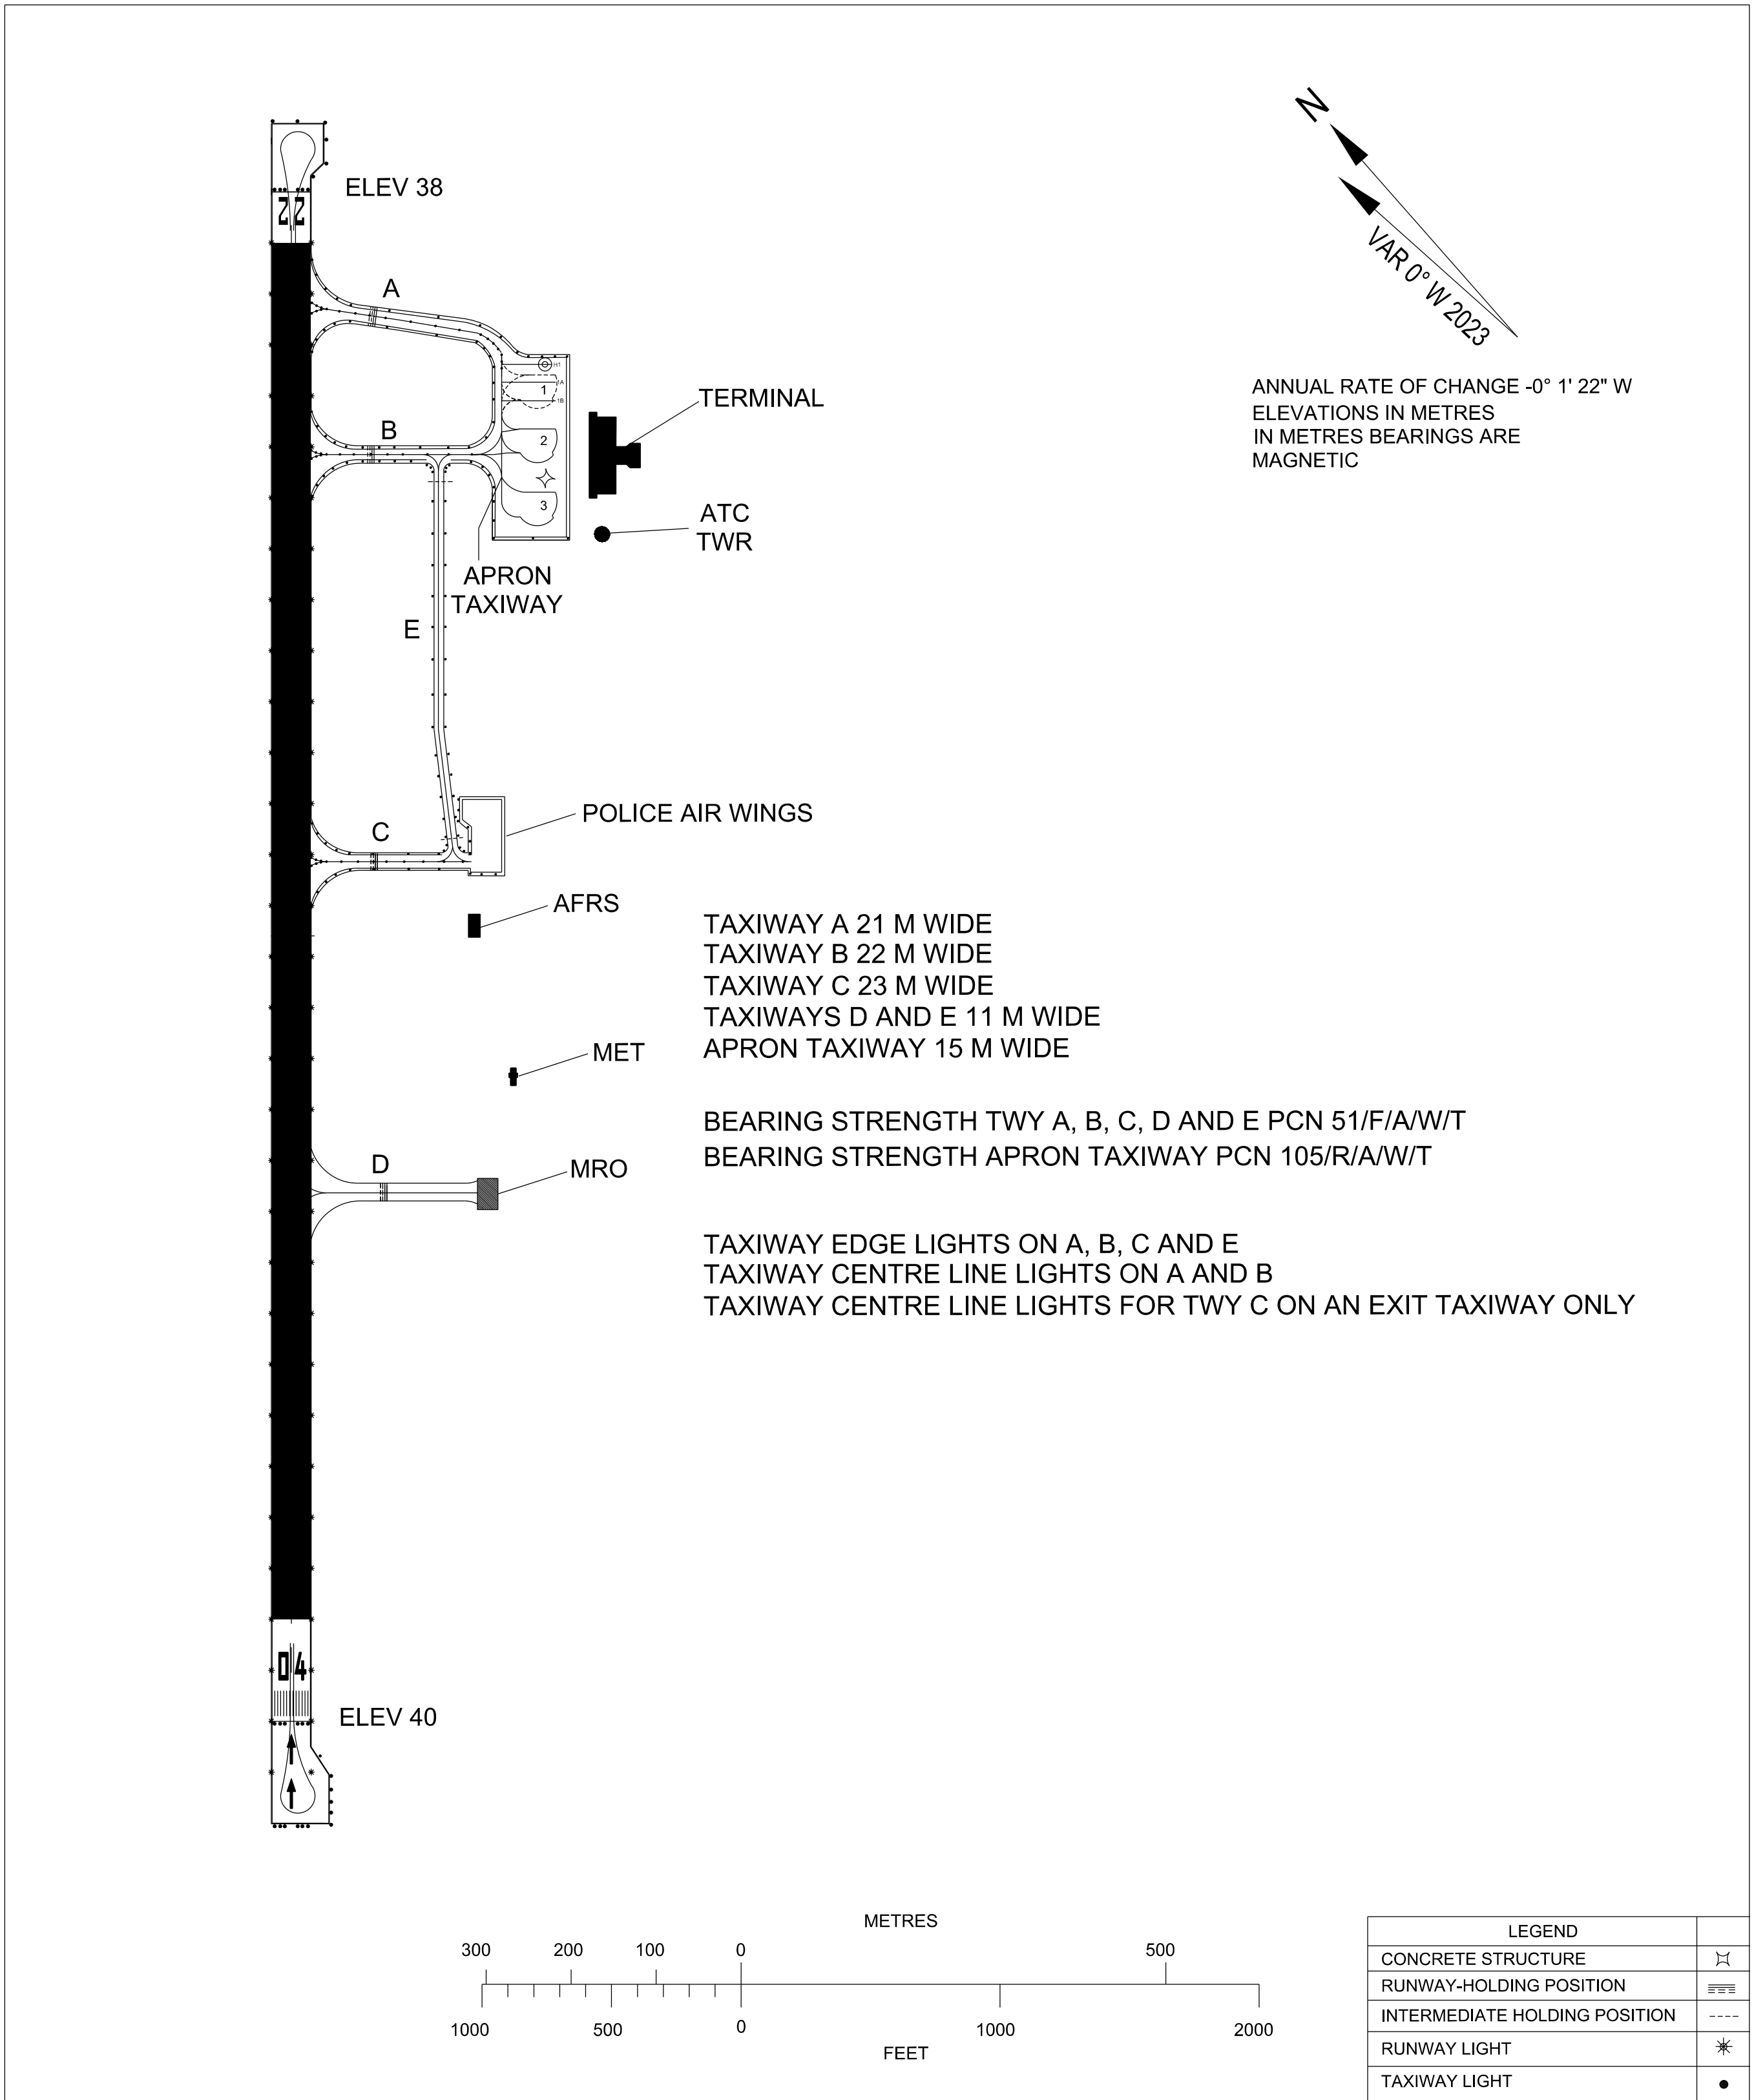 N
VAR 0° W 2023
ELEV 38
22
A
H1
1A
1
1B
TERMINAL
ANNUAL RATE OF CHANGE -0° 1' 22" W
ELEVATIONS IN METRES
IN METRES BEARINGS ARE
MAGNETIC
B
2
3
ATC
TWR
APRON
TAXIWAY
E
POLICE AIR WINGS
C
AFRS
TAXIWAY A 21 M WIDE
TAXIWAY B 22 M WIDE
TAXIWAY C 23 M WIDE
TAXIWAYS D AND E 11 M WIDE
APRON TAXIWAY 15 M WIDE
MET
BEARING STRENGTH TWY A, B, C, D AND E PCN 51/F/A/W/T
BEARING STRENGTH APRON TAXIWAY PCN 105/R/A/W/T
D
MRO
TAXIWAY EDGE LIGHTS ON A, B, C AND E
TAXIWAY CENTRE LINE LIGHTS ON A AND B
TAXIWAY CENTRE LINE LIGHTS FOR TWY C ON AN EXIT TAXIWAY ONLY
04
ELEV 40
METRES
300 200 100 0 500
1000 500 0 1000 2000
FEET
LEGEND
CONCRETE STRUCTURE
RUNWAY-HOLDING POSITION
INTERMEDIATE HOLDING POSITION
RUNWAY LIGHT
TAXIWAY LIGHT